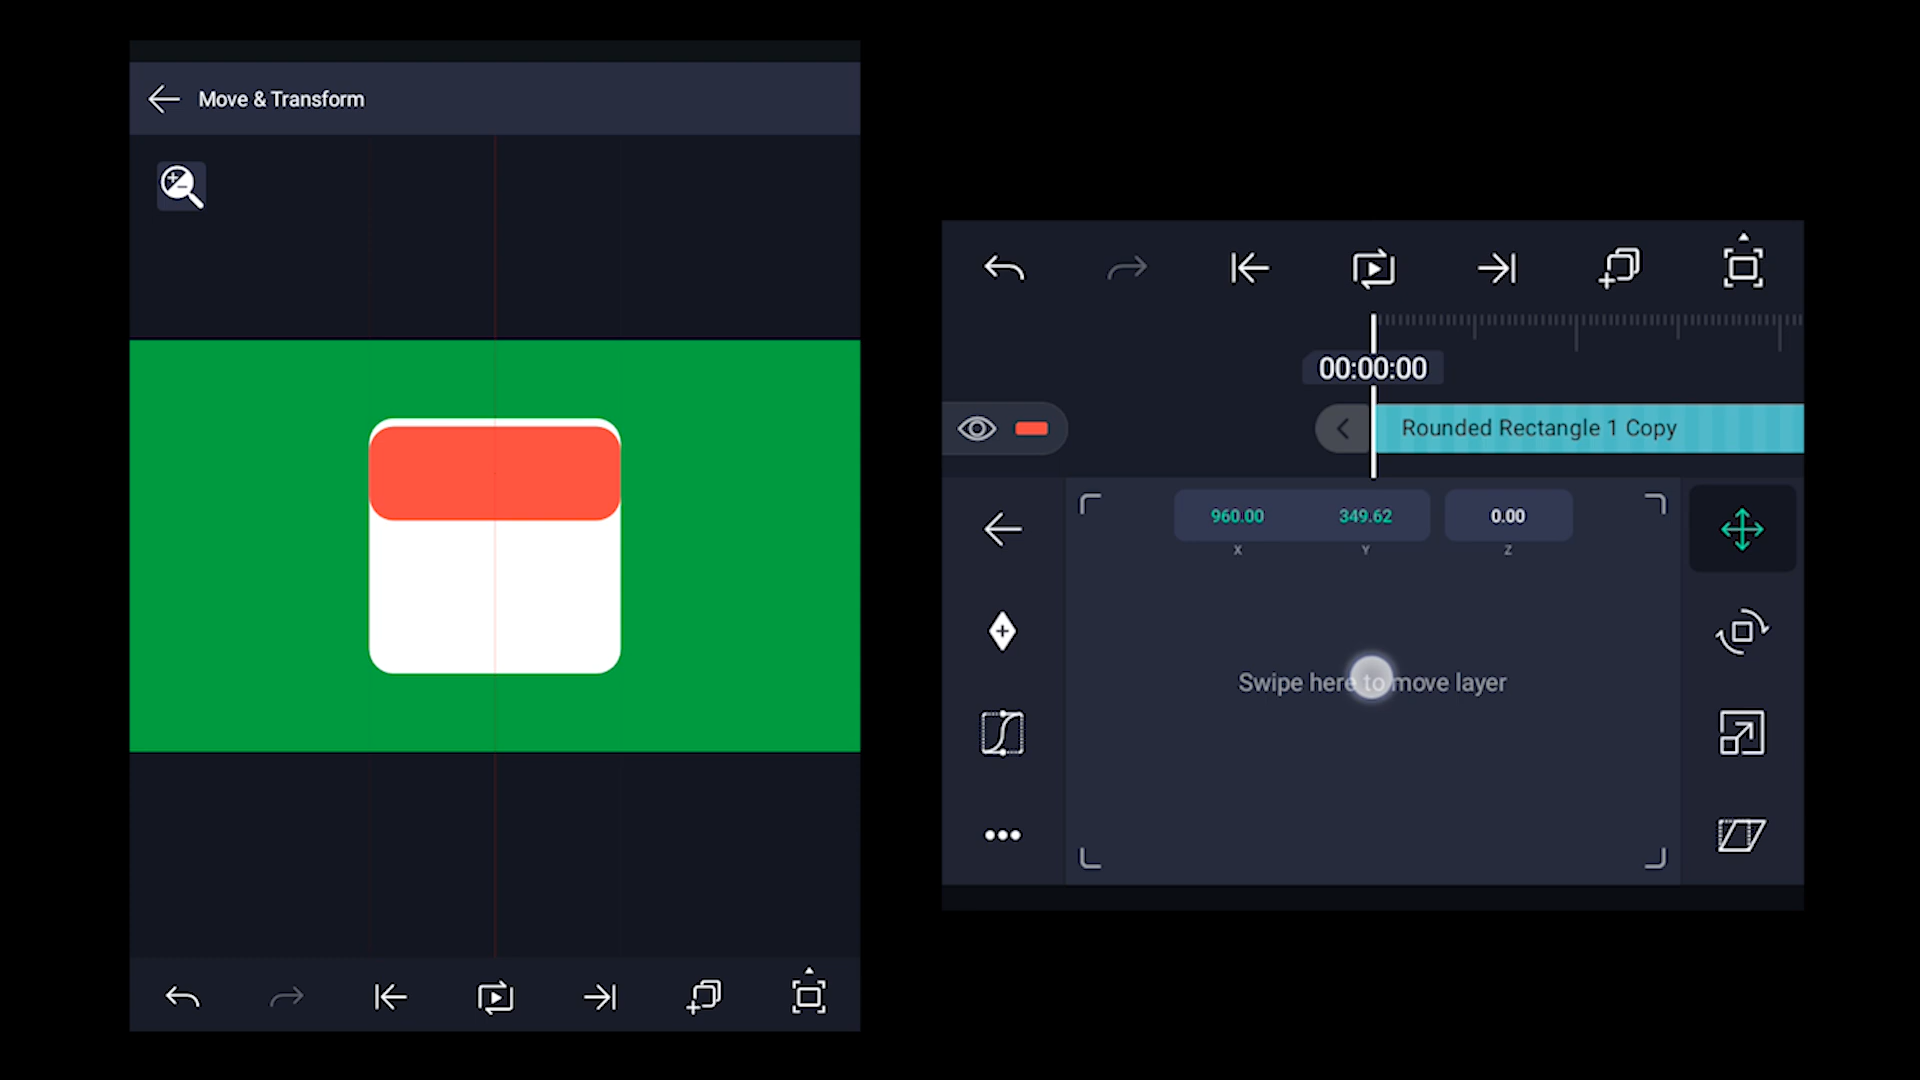 Move & Transform
00:00:00
Rounded Rectangle 1 Copy
960.00 349.62 0.00
X Y Z
Swipe here to move layer